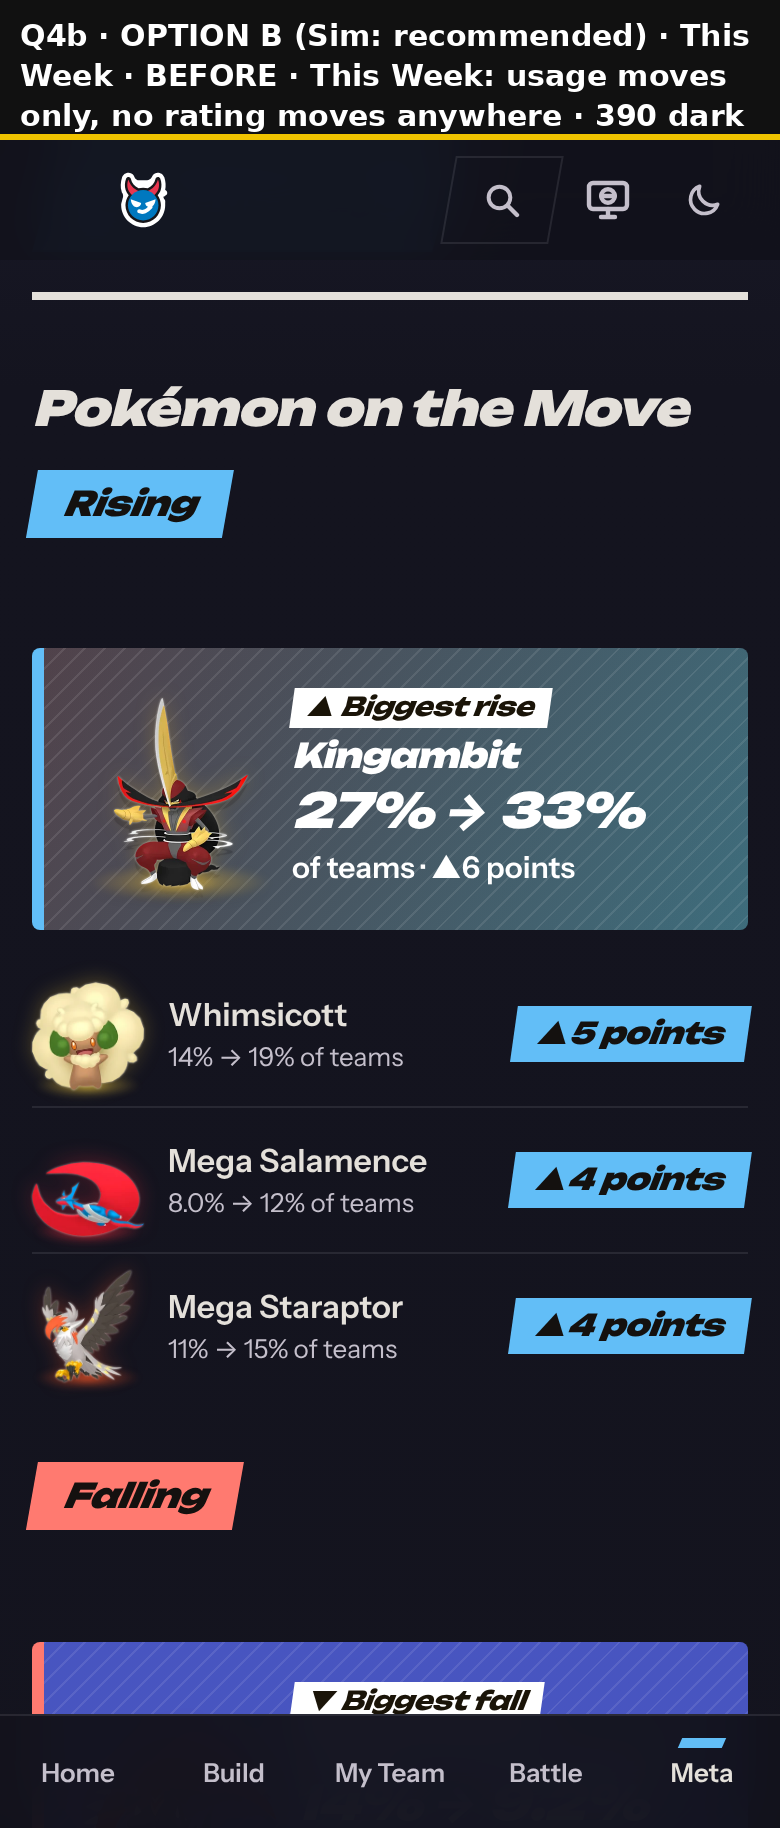 Q4b · OPTION B (Sim: recommended) · This
Week · BEFORE · This Week: usage moves
only, no rating moves anywhere · 390 dark
Pokémon on the Move
Rising
▲ Biggest rise
Kingambit
27% → 33%
of teams · ▲6 points
Whimsicott
14% → 19% of teams
▲5 points
Mega Salamence
8.0% → 12% of teams
▲4 points
Mega Staraptor
11% → 15% of teams
▲4 points
Falling
▼ Biggest fall
Home Build My Team Battle Meta